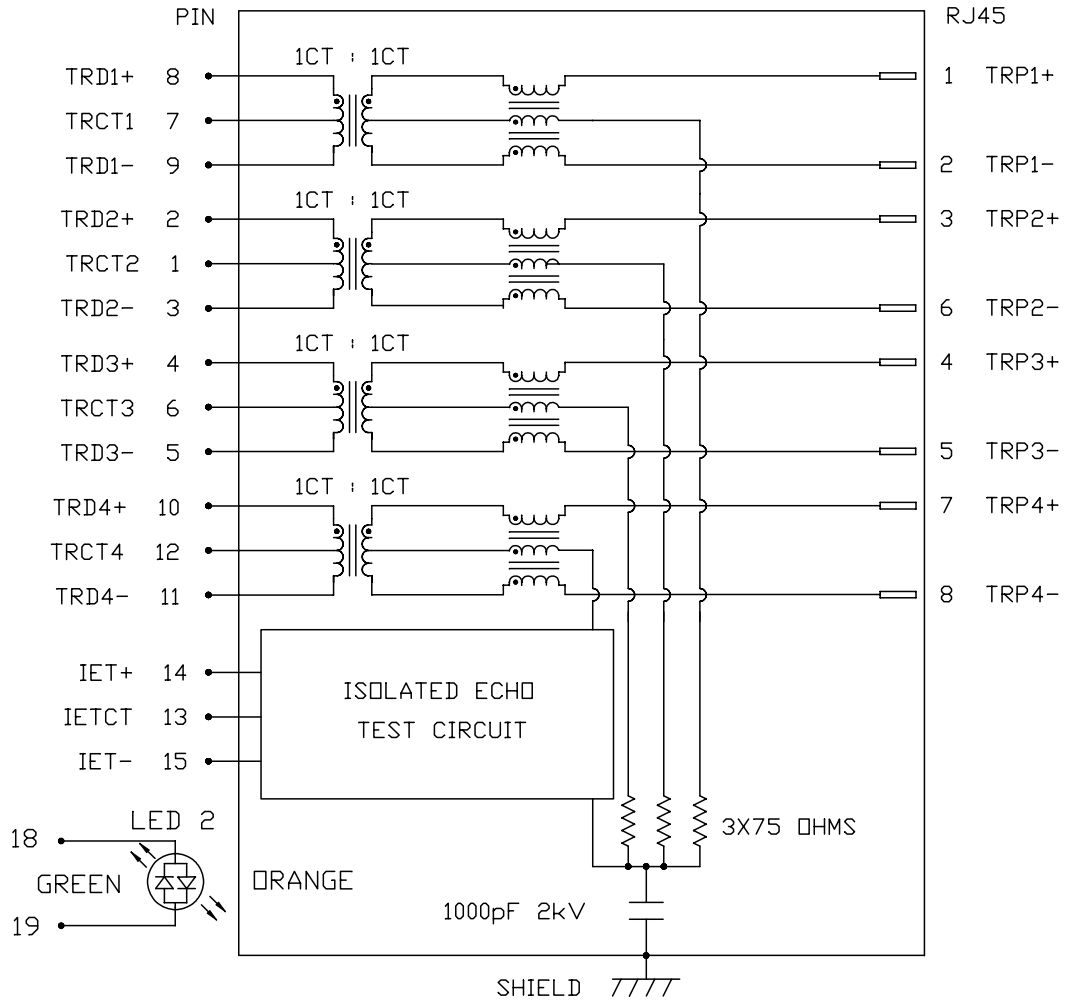 PIN RJ45
1CT : 1CT
TRD1+ 8 1 TRP1+
TRCT1 7
TRD1- 9 2 TRP1-
1CT : 1CT
TRD2+ 2 3 TRP2+
TRCT2 1
TRD2- 3 6 TRP2-
1CT : 1CT
TRD3+ 4 4 TRP3+
TRCT3 6
TRD3- 5 5 TRP3-
1CT : 1CT
TRD4+ 10 7 TRP4+
TRCT4 12
TRD4- 11 8 TRP4-
IET+ 14
IETCT 13
IET- 15
ISOLATED ECHO
TEST CIRCUIT
LED 2
3X75 OHMS
18
GREEN ORANGE
19
1000pF 2kV
SHIELD